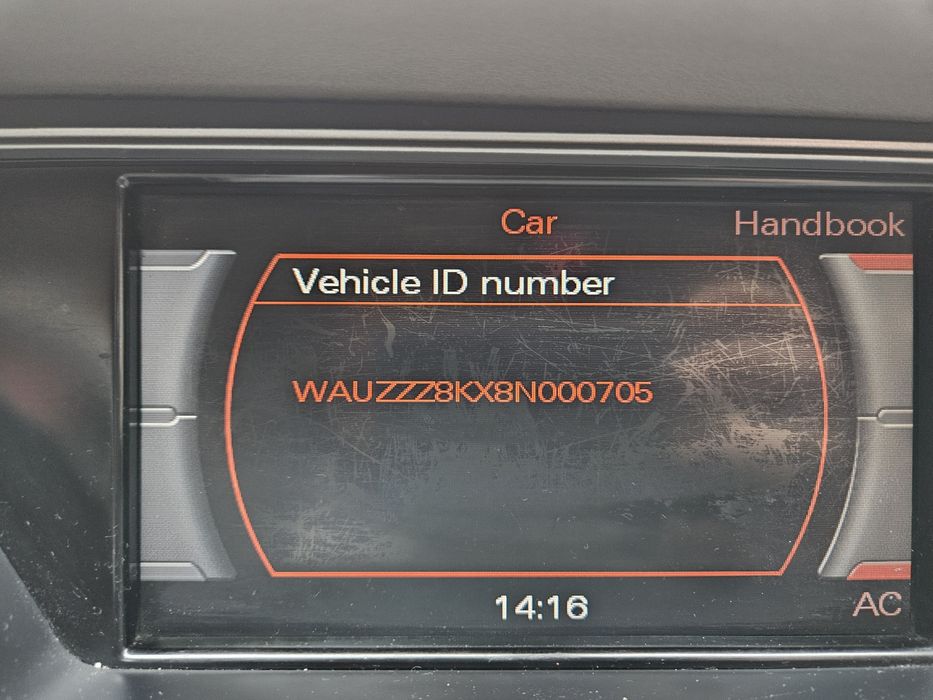 Car Handbook
Vehicle ID number
WAUZZZ8KX8N000705
14:16 AC